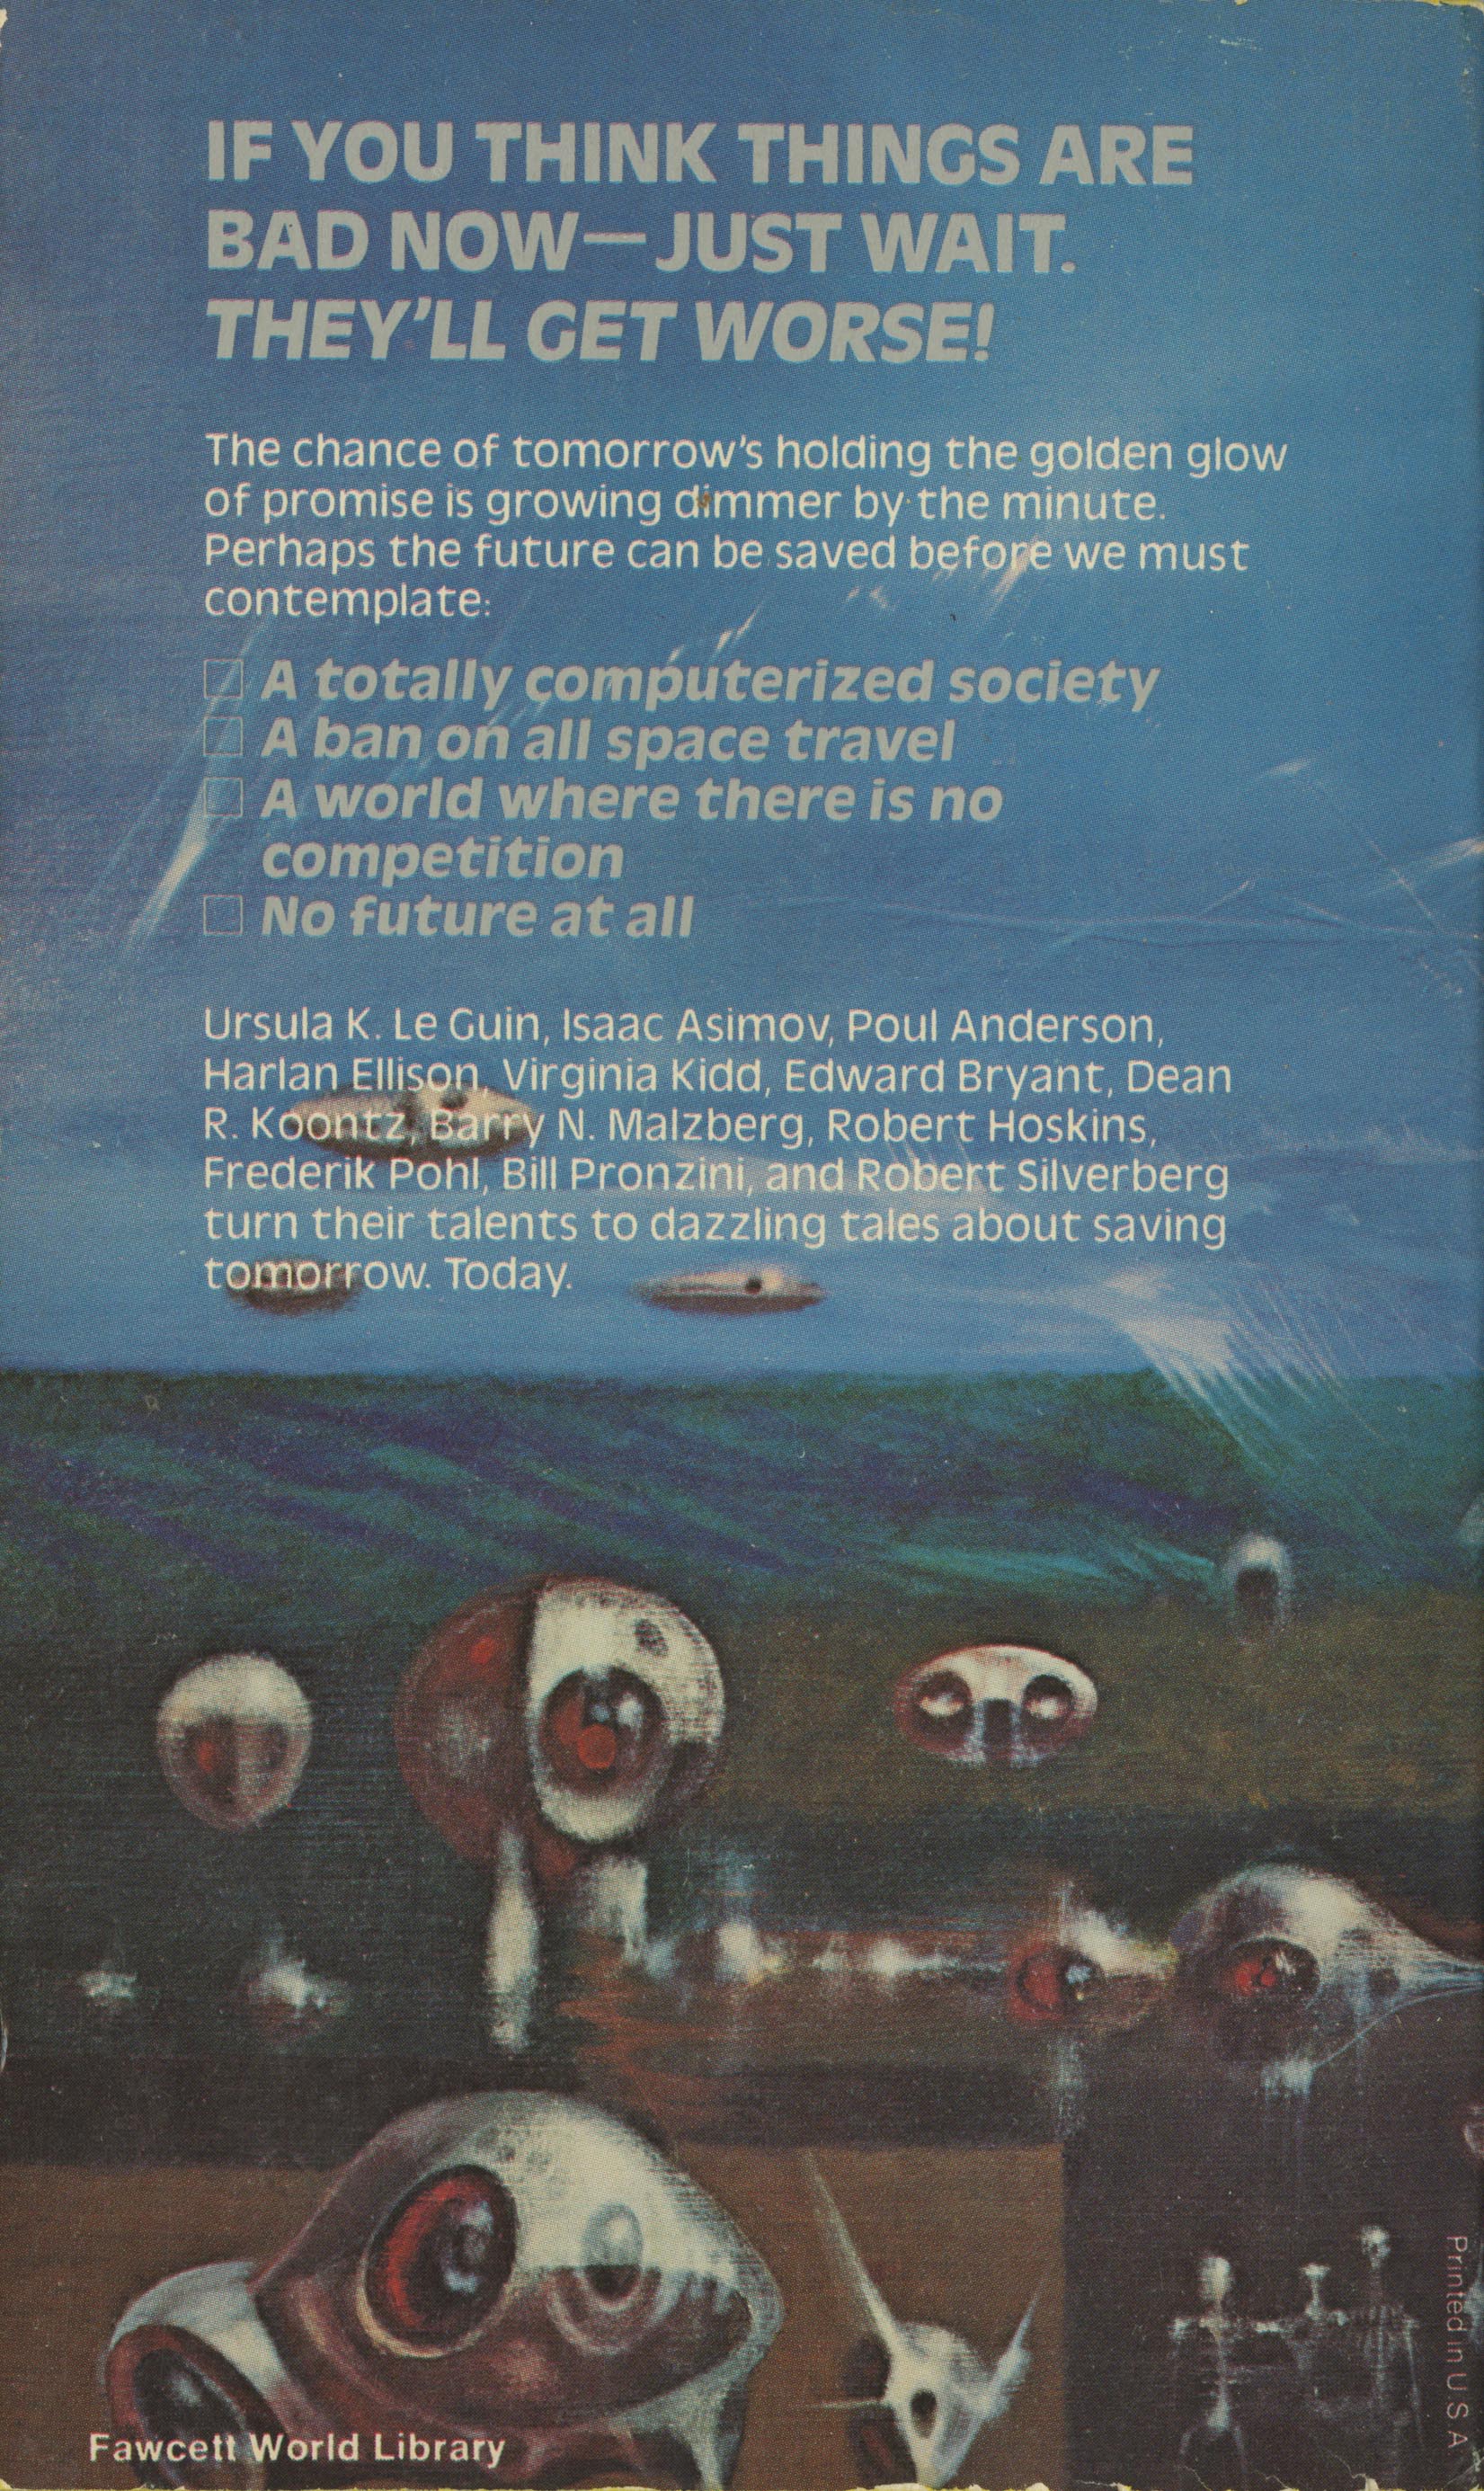 IF YOU THINK THINGS ARE
BAD NOW—JUST WAIT.
THEY'LL GET WORSE!
The chance of tomorrow's holding the golden glow
of promise is growing dimmer by the minute.
Perhaps the future can be saved before we must
contemplate:
□ A totally computerized society
□ A ban on all space travel
□ A world where there is no
competition
□ No future at all
Ursula K. Le Guin, Isaac Asimov, Poul Anderson,
Harlan Ellison, Virginia Kidd, Edward Bryant, Dean
R. Koontz, Barry N. Malzberg, Robert Hoskins,
Frederik Pohl, Bill Pronzini, and Robert Silverberg
turn their talents to dazzling tales about saving
tomorrow. Today.
Printed in U S A
Fawcett World Library